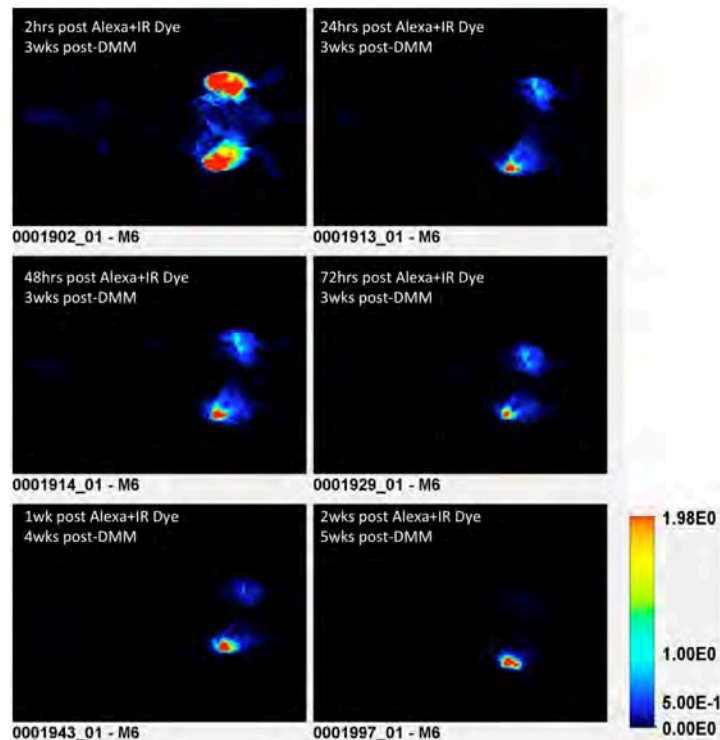 2hrs post Alexa+IR Dye
3wks post-DMM
24hrs post Alexa+IR Dye
3wks post-DMM
0001902_01 - M6
0001913_01 - M6
48hrs post Alexa+IR Dye
3wks post-DMM
72hrs post Alexa+IR Dye
3wks post-DMM
0001914_01 - M6
0001929_01 - M6
1wk post Alexa+IR Dye
4wks post-DMM
2wks post Alexa+IR Dye
5wks post-DMM
1.98E0
1.00E0
5.00E-1
0.00E0
0001943_01 - M6
0001997_01 - M6